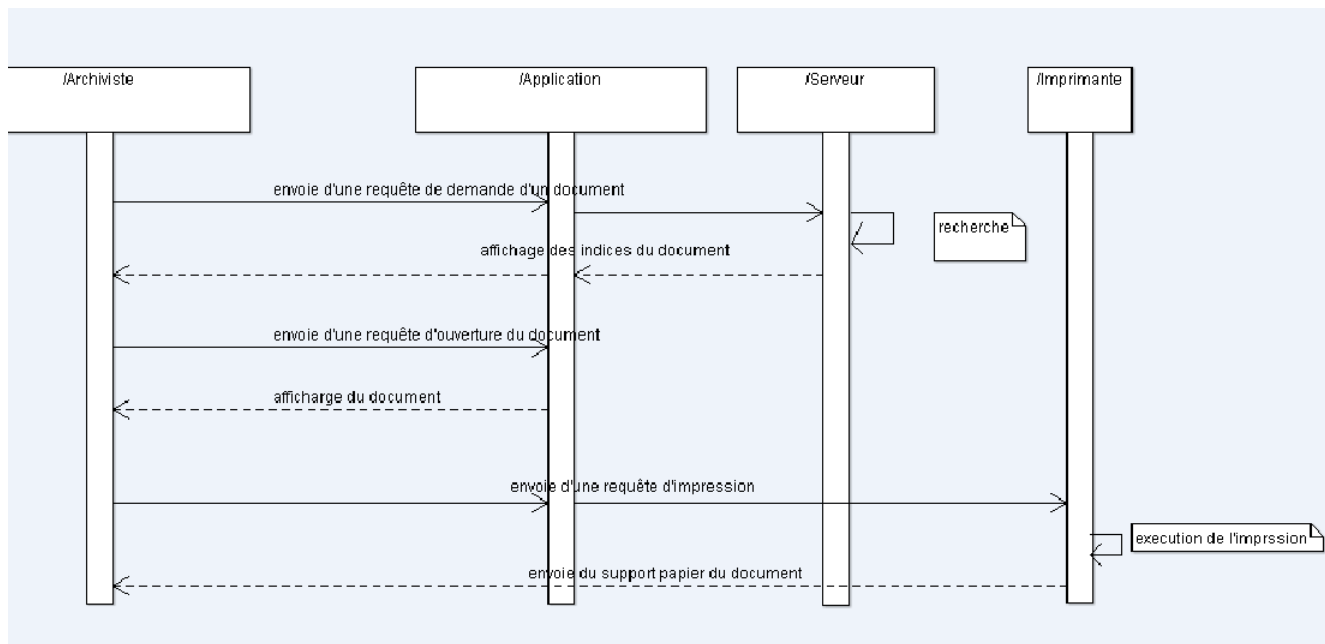 /Archiviste
/Application
/Serveur
/Imprimante
envoie d'une requête de demande d'un document
recherche
affichage des indices du document
envoie d'une requête d'ouverture du document
afficharge du document
envoie d'une requête d'impression
execution de l'imprssion
envoie du support papier du document